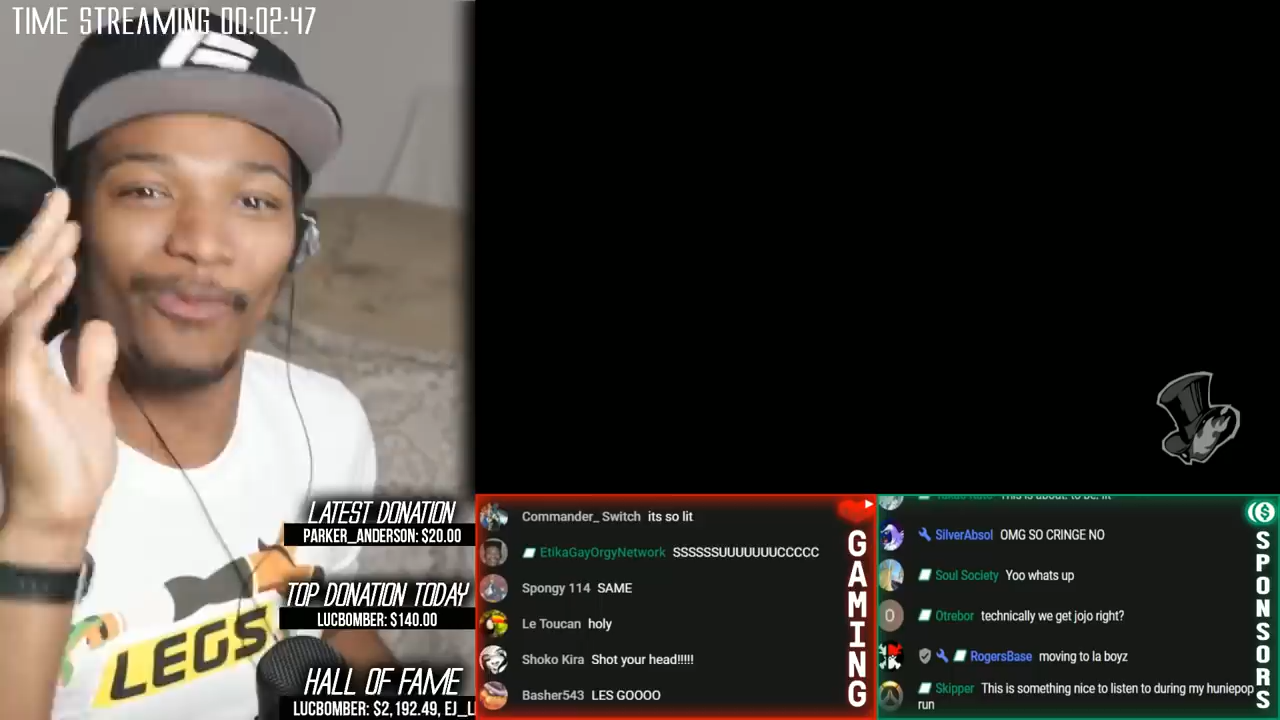 TIME STREAMING 00:02:47
LEGS
LATEST DONATION
PARKER_ANDERSON: $20.00
TOP DONATION TODAY
LUCBOMBER: $140.00
HALL OF FAME
LUCBOMBER: $2,192.49, EJ_L
Commander_ Switch its so lit
EtikaGayOrgyNetwork SSSSSSUUUUUUUCCCCC
Spongy 114 SAME
Le Toucan holy
Shoko Kira Shot your head!!!!!
Basher543 LES GOOOO
GAMING
SilverAbsol OMG SO CRINGE NO
Soul Society Yoo whats up
O
Otrebor technically we get jojo right?
RogersBase moving to la boyz
Skipper This is something nice to listen to during my huniepop
run
SPONSORS